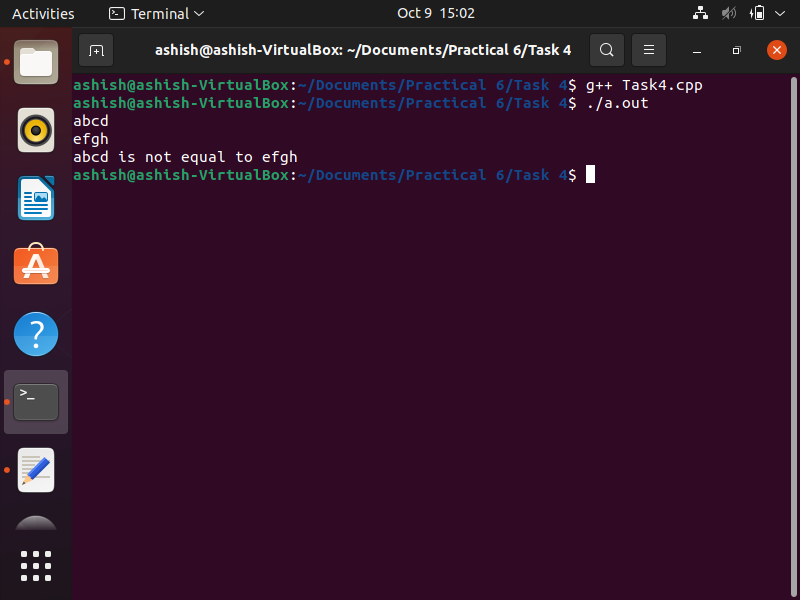 Activities
Terminal
Oct 9 15:02
ashish@ashish-VirtualBox: ~/Documents/Practical 6/Task 4
ashish@ashish-VirtualBox:~/Documents/Practical 6/Task 4$ g++ Task4.cpp
ashish@ashish-VirtualBox:~/Documents/Practical 6/Task 4$ ./a.out
abcd
efgh
abcd is not equal to efgh
ashish@ashish-VirtualBox:~/Documents/Practical 6/Task 4$